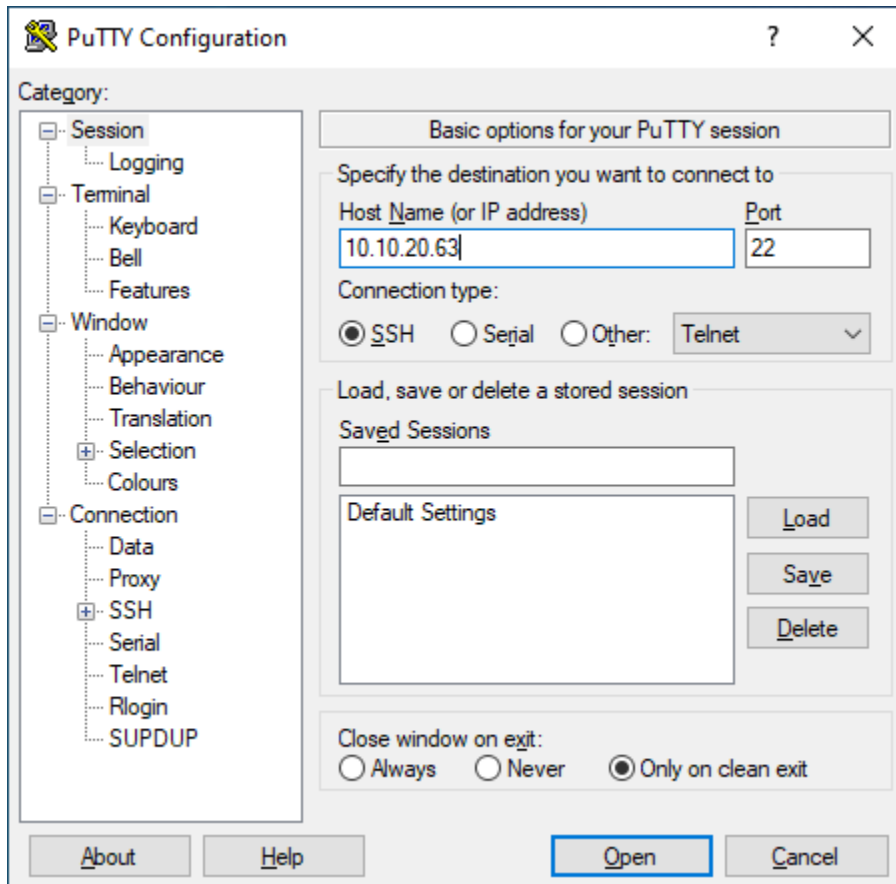 PuTTY Configuration
?
Category:
Session
Logging
Terminal
Keyboard
Bell
Features
Window
Appearance
Behaviour
Translation
Selection
Colours
Connection
Data
Proxy
SSH
Serial
Telnet
Rlogin
SUPDUP
Basic options for your PuTTY session
Specify the destination you want to connect to
Host Name (or IP address) Port
10.10.20.63 22
Connection type:
SSH Serial Other: Telnet
Load, save or delete a stored session
Saved Sessions
Default Settings
Load
Save
Delete
Close window on exit:
Always Never Only on clean exit
About Help Open Cancel